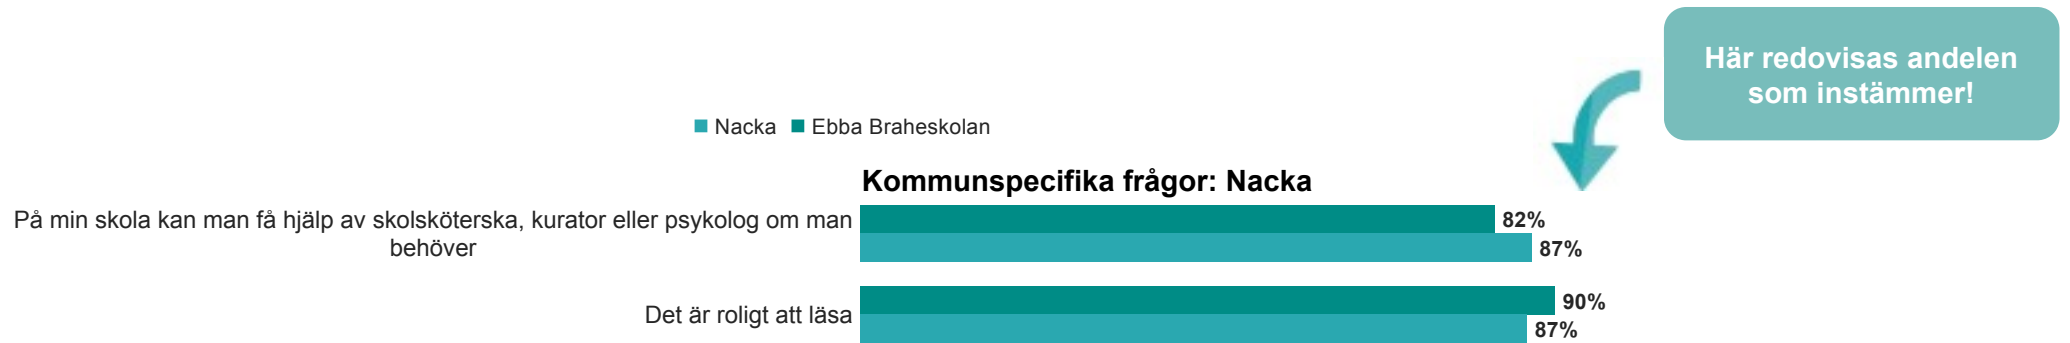 Här redovisas andelen
som instämmer!
Nacka Ebba Braheskolan
Kommunspecifika frågor: Nacka
På min skola kan man få hjälp av skolsköterska, kurator eller psykolog om man
behöver
82%
87%
Det är roligt att läsa
90%
87%